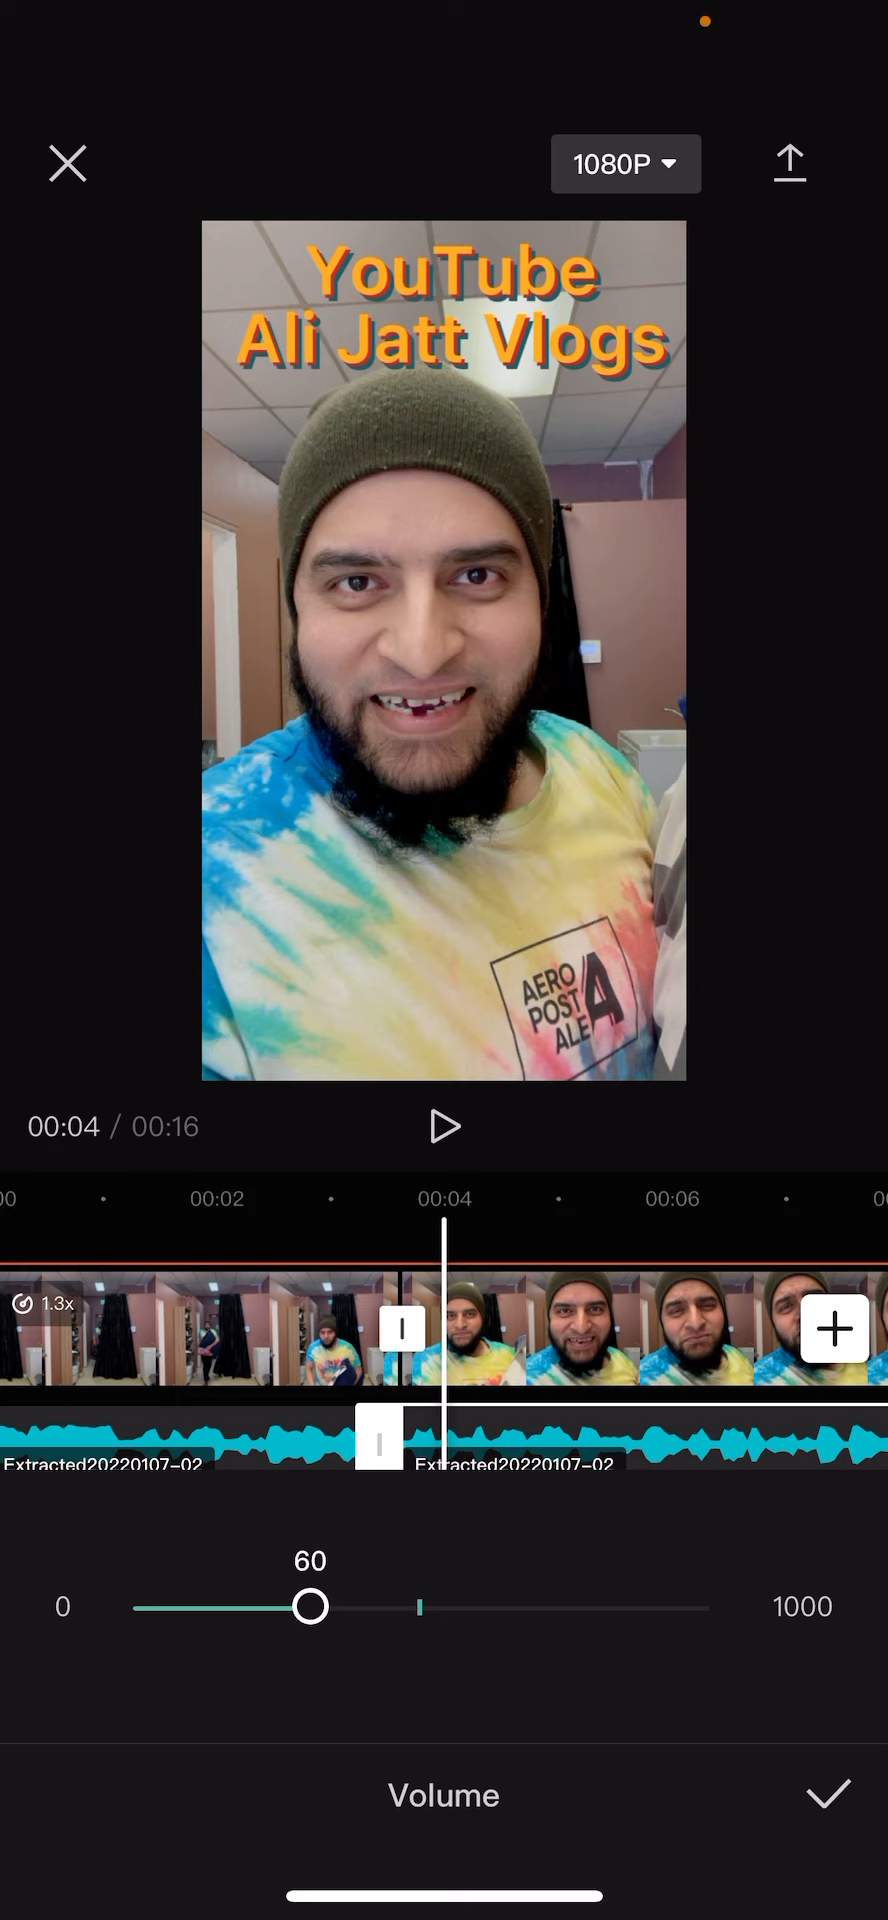 1080P
YouTube
Ali Jatt Vlogs
AERO
POST
ALE
A
00:04 / 00:16
00:02
00:04
00:06
1.3x
Extracted20220107-02
Extracted20220107-02
60
0
1000
Volume